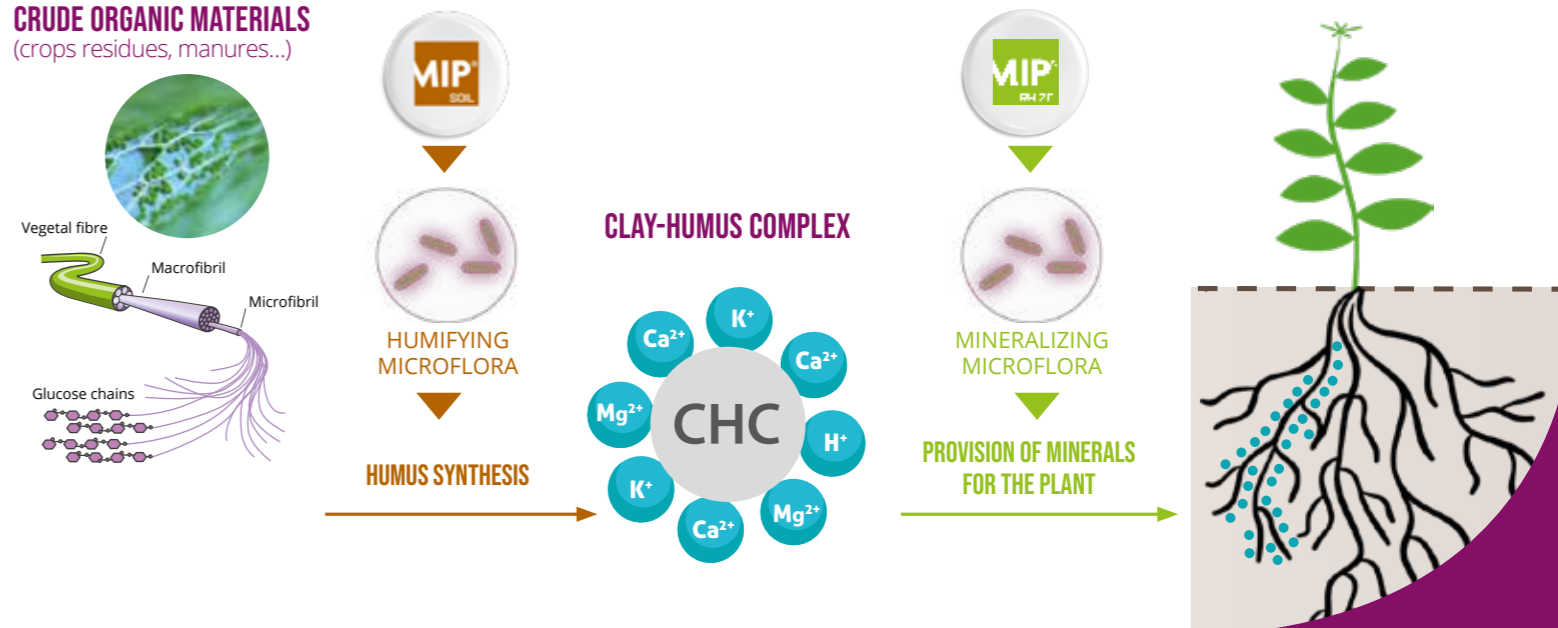 CRUDE ORGANIC MATERIALS
(crops residues, manures...)
Vegetal fibre
Macrofibril
Microfibril
Glucose chains
MIP®
SOIL
HUMIFYING
MICROFLORA
HUMUS SYNTHESIS
CLAY-HUMUS COMPLEX
K⁺
Ca²⁺
Ca²⁺
Mg²⁺
CHC
H⁺
K⁺
Mg²⁺
Ca²⁺
MIP
MINERALIZING
MICROFLORA
PROVISION OF MINERALS
FOR THE PLANT